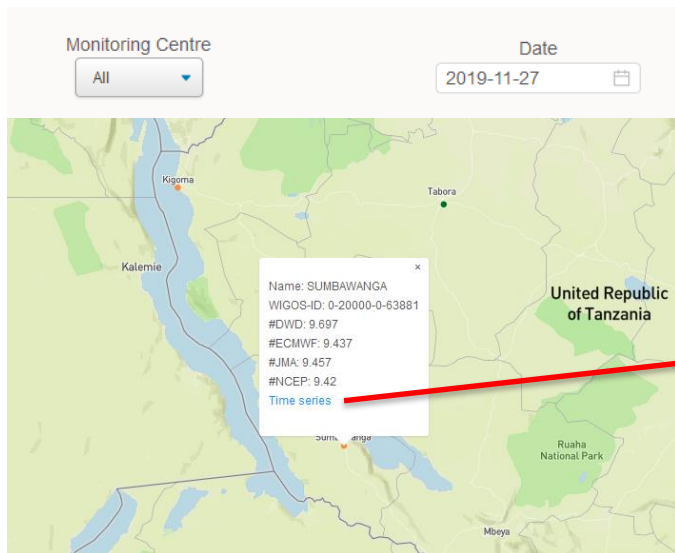 Monitoring Centre
Date
All
2019-11-27
Kigoma
Tabora
Kalemie
Name: SUMBAWANGA
WIGOS-ID: 0-20000-0-63881
#DWD: 9.697
#ECMWF: 9.437
#JMA: 9.457
#NCEP: 9.42
Time series
United Republic
of Tanzania
Ruaha
National Park
Mbeya